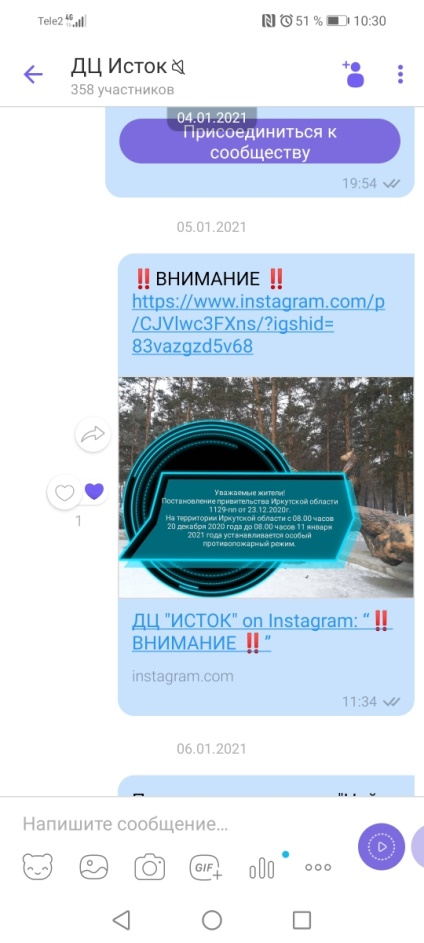 Tele2 4G 51 % 10:30
ДЦ Исток
358 участников
04.01.2021
Присоединиться к
сообществу
19:54
05.01.2021
‼ВНИМАНИЕ ‼
https://www.instagram.com/p
/CJVlwc3FXns/?igshid=
83vazgzd5v68
Уважаемые жители!
Постановление привительства Иркутской области
1129-пп от 23.12.2020г.
На территории Иркутской области с 08.00 часов
20 декабря 2020 года до 08.00 часов 11 января
2021 года устанавливается особый
противопожарный режим.
1
ДЦ "ИСТОК" on Instagram: “‼
ВНИМАНИЕ ‼”
instagram.com
11:34
06.01.2021
Напишите сообщение...
GIF